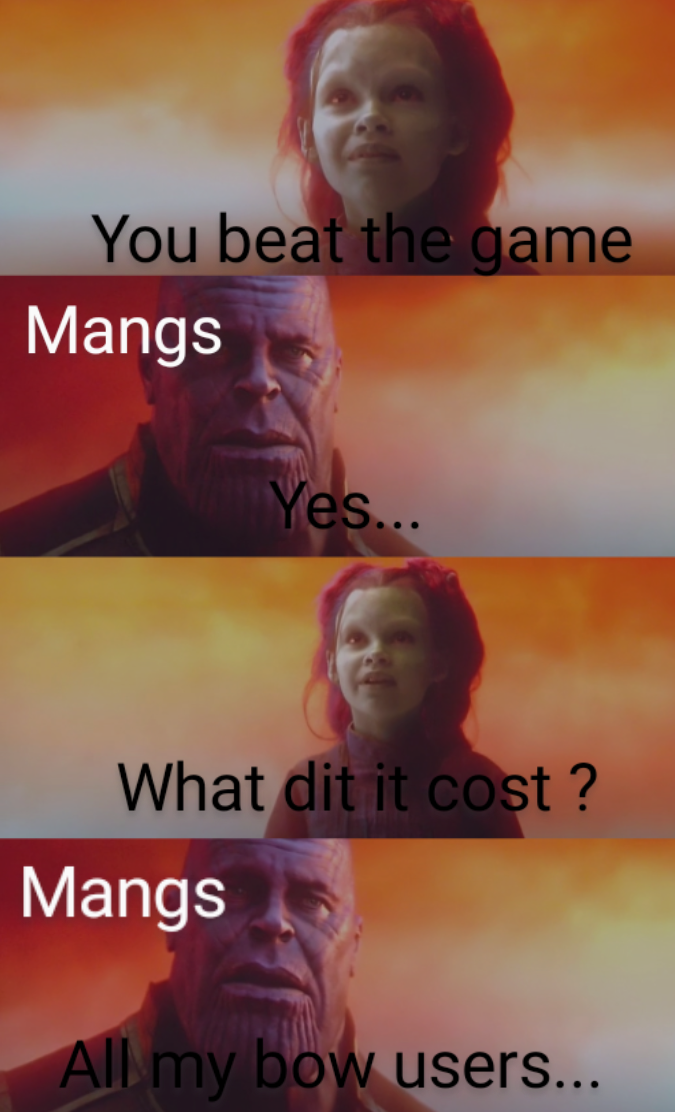 You beat the game
Mangs
Yes...
What dit it cost ?
Mangs
All my bow users...